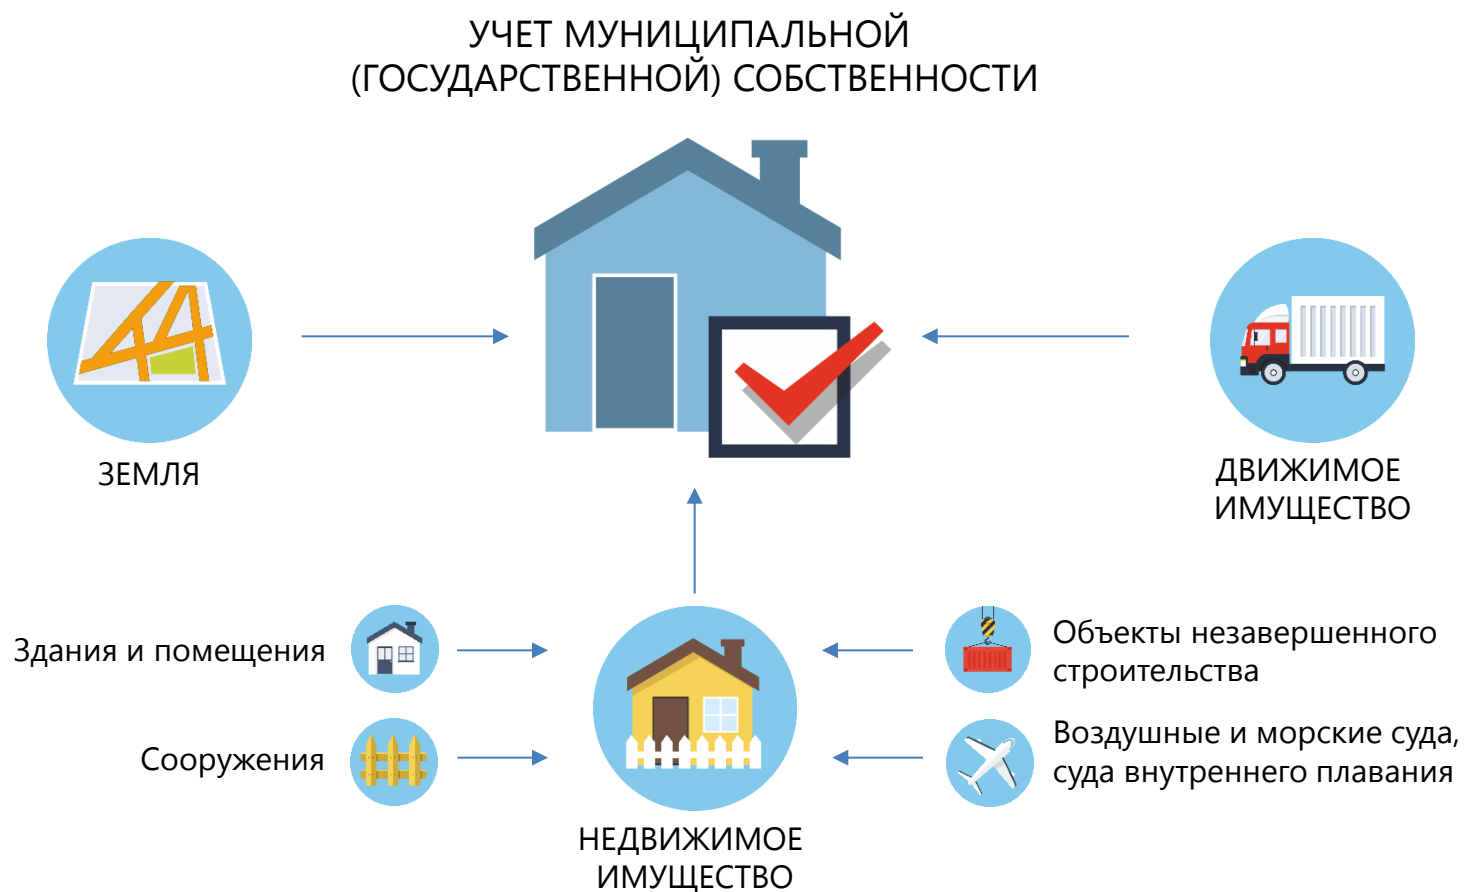 УЧЕТ МУНИЦИПАЛЬНОЙ
(ГОСУДАРСТВЕННОЙ) СОБСТВЕННОСТИ
ЗЕМЛЯ
ДВИЖИМОЕ
ИМУЩЕСТВО
Здания и помещения
Сооружения
Объекты незавершенного
строительства
Воздушные и морские суда,
суда внутреннего плавания
НЕДВИЖИМОЕ
ИМУЩЕСТВО